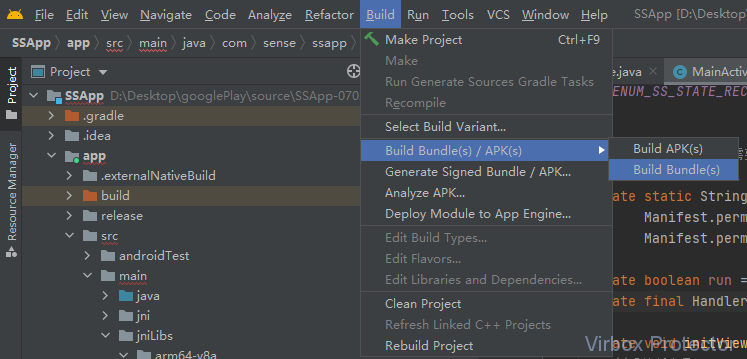 File Edit View Navigate Code Analyze Refactor Build Run Tools VCS Window Help SSApp [D:\Desktop\
SSApp app src main java com sense ssapp
Project
Resource Manager
Project
SSApp D:\Desktop\googlePlay\source\SSApp-070
.gradle
.idea
app
.externalNativeBuild
build
release
src
androidTest
main
java
jni
jniLibs
arm64-v8a
Make Project Ctrl+F9
Make
Run Generate Sources Gradle Tasks
Recompile
Select Build Variant...
Build Bundle(s) / APK(s)
Generate Signed Bundle / APK...
Analyze APK...
Deploy Module to App Engine...
Edit Build Types...
Edit Flavors...
Edit Libraries and Dependencies...
Clean Project
Refresh Linked C++ Projects
Rebuild Project
Build APK(s)
Build Bundle(s)
e.java MainActiv
ENUM_SS_STATE_REC
ate static String
Manifest.perm
Manifest.perm
ate boolean run =
ate final Handler
ate void initView
Virbox Protector